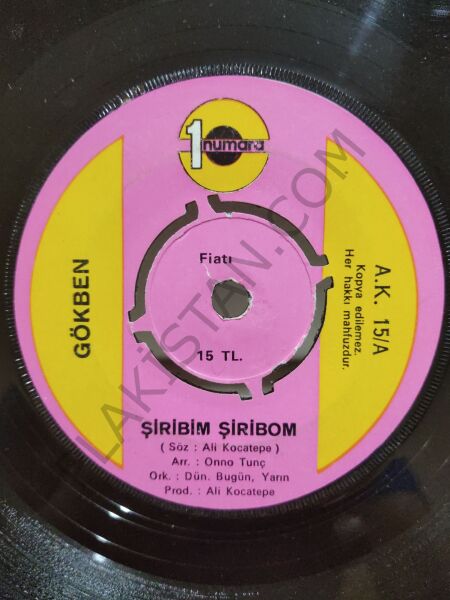 1 numara
GÖKBEN
Fiatı
15 TL.
A.K. 15/A
Kopya edilemez.
Her hakkı mahfuzdur.
ŞİRİBİM ŞİRİBOM
( Söz : Ali Kocatepe )
Arr. : Onno Tunç
Ork. : Dün. Bugün, Yarın
Prod. : Ali Kocatepe
PLAKİSTAN.COM